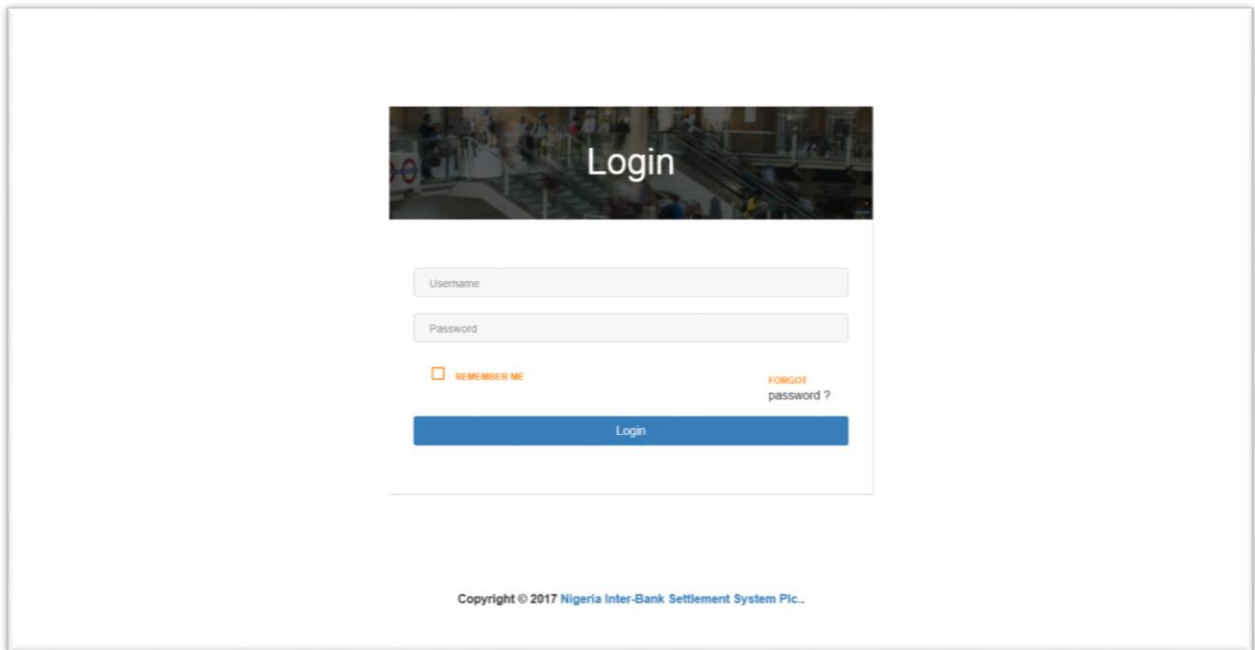 Login
Username
Password
REMEMBER ME
FORGOT
password ?
Login
Copyright © 2017 Nigeria Inter-Bank Settlement System Plc..